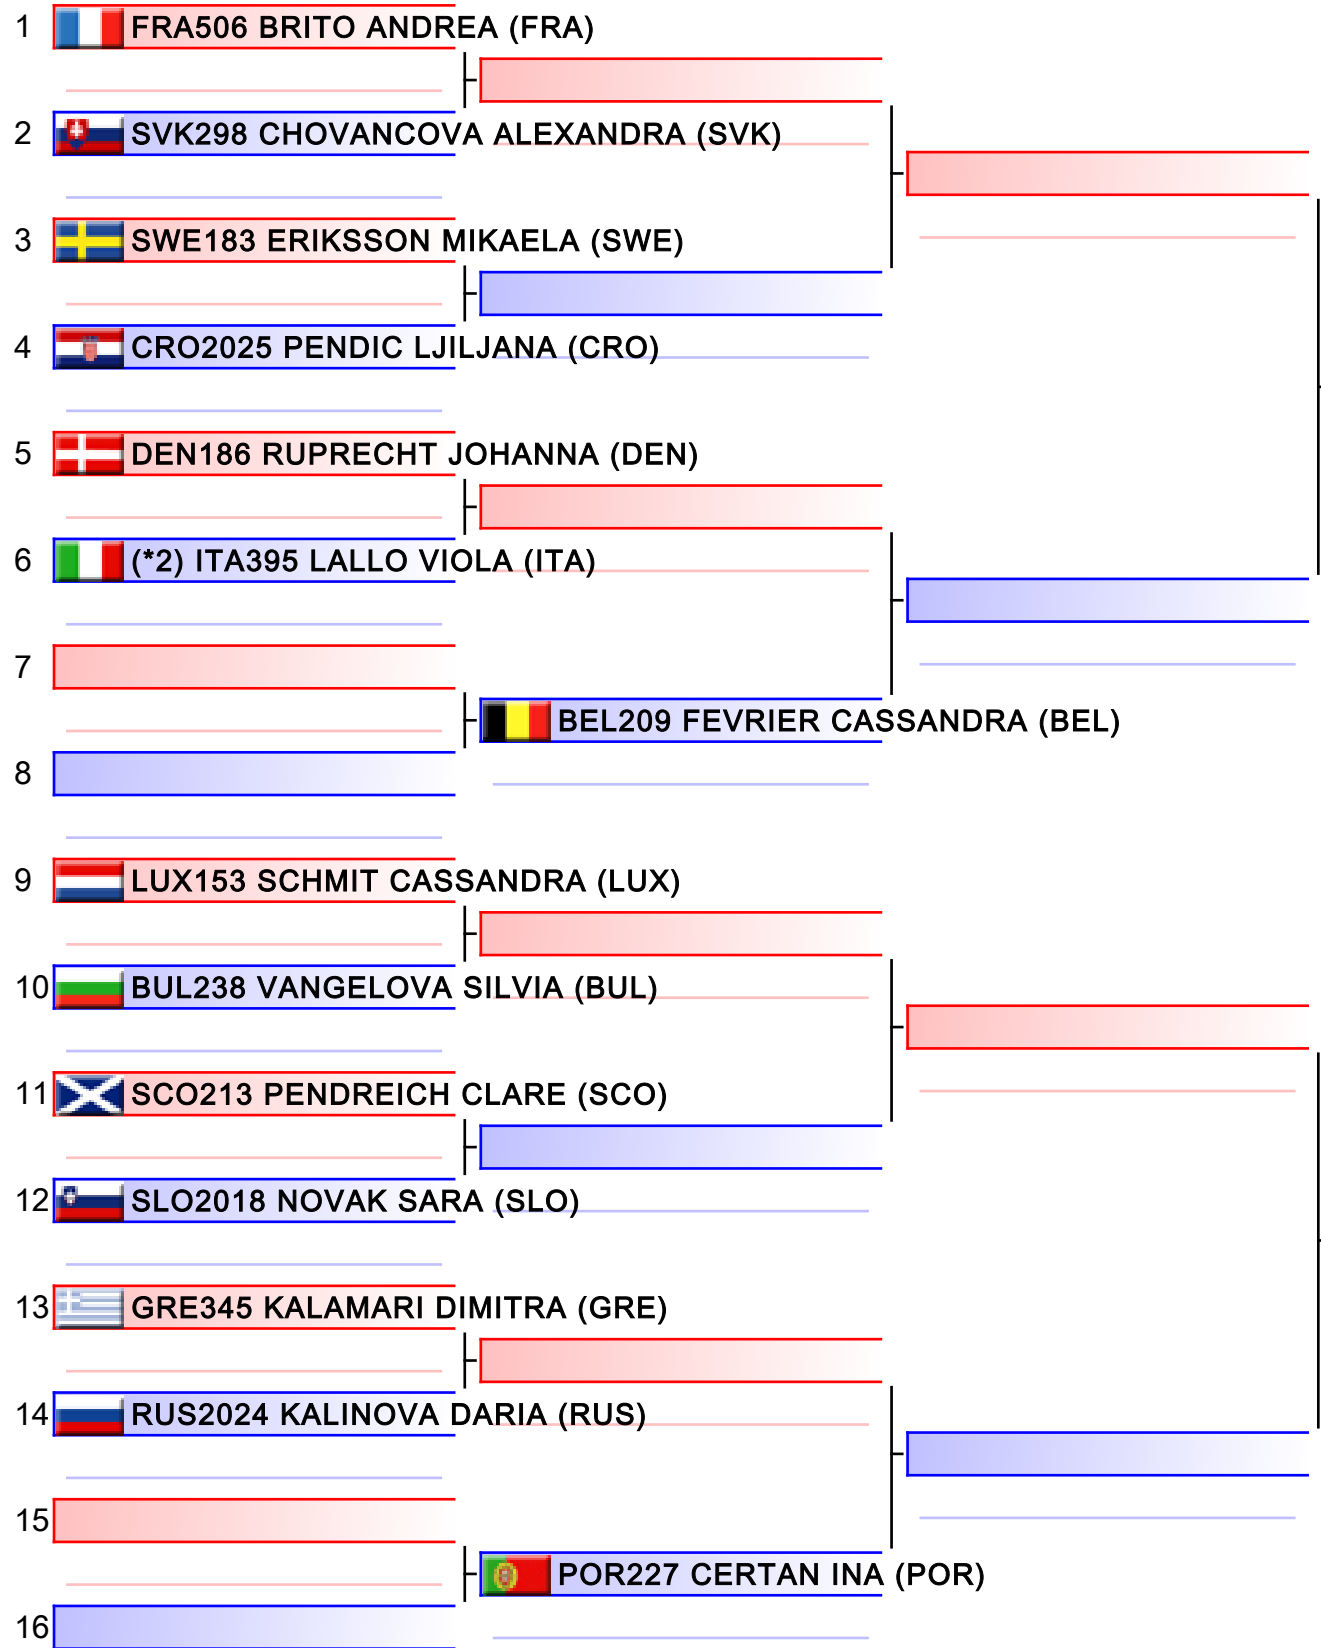 1 FRA506 BRITO ANDREA (FRA)
2 SVK298 CHOVANCOVA ALEXANDRA (SVK)
3 SWE183 ERIKSSON MIKAELA (SWE)
4 CRO2025 PENDIC LJILJANA (CRO)
5 DEN186 RUPRECHT JOHANNA (DEN)
6 (*2) ITA395 LALLO VIOLA (ITA)
7
BEL209 FEVRIER CASSANDRA (BEL)
8
9 LUX153 SCHMIT CASSANDRA (LUX)
10 BUL238 VANGELOVA SILVIA (BUL)
11 SCO213 PENDREICH CLARE (SCO)
12 SLO2018 NOVAK SARA (SLO)
13 GRE345 KALAMARI DIMITRA (GRE)
14 RUS2024 KALINOVA DARIA (RUS)
15
POR227 CERTAN INA (POR)
16